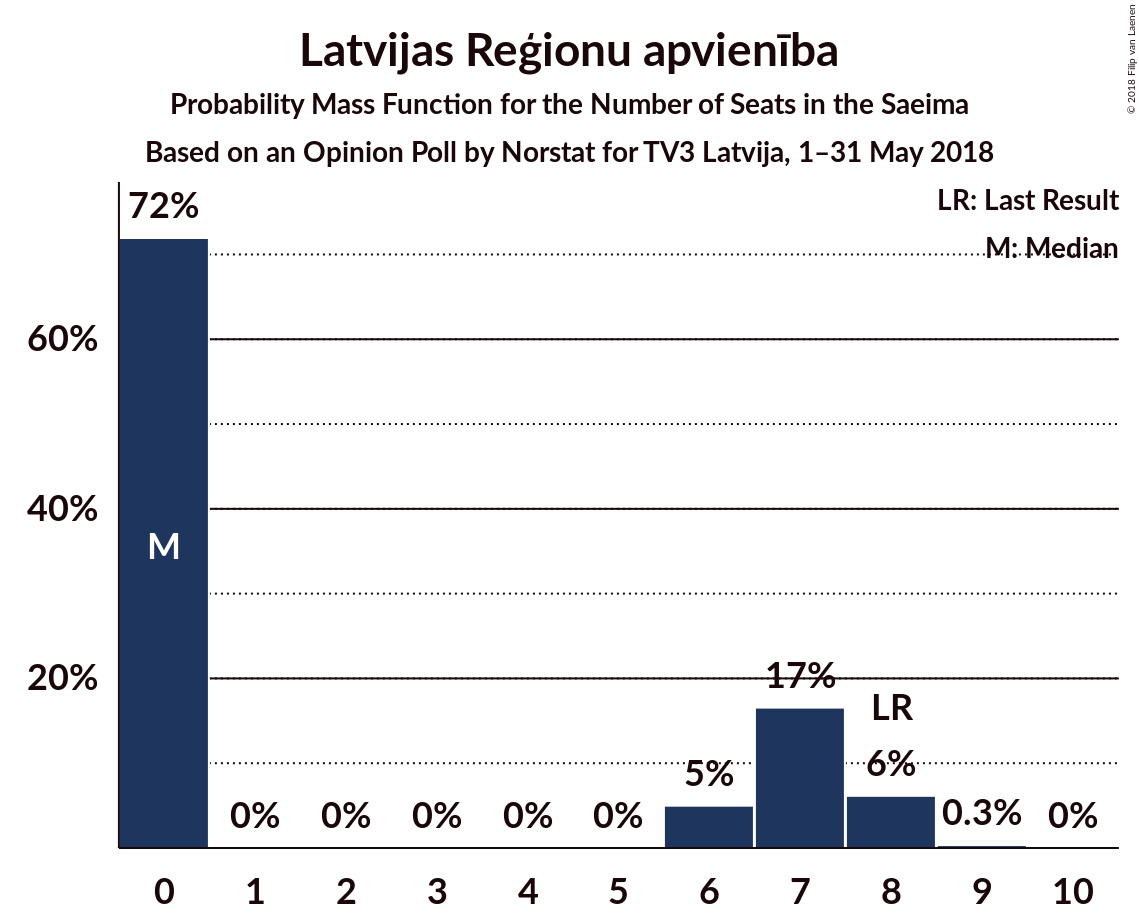 Latvijas Reģionu apvienība
Probability Mass Function for the Number of Seats in the Saeima
Based on an Opinion Poll by Norstat for TV3 Latvija, 1–31 May 2018
© 2018 Filip van Laenen
LR: Last Result
M: Median
72%
60%
40%
20%
M
17%
LR
5%
6%
0%
0%
0%
0%
0%
0.3%
0%
0 1 2 3 4 5 6 7 8 9 10